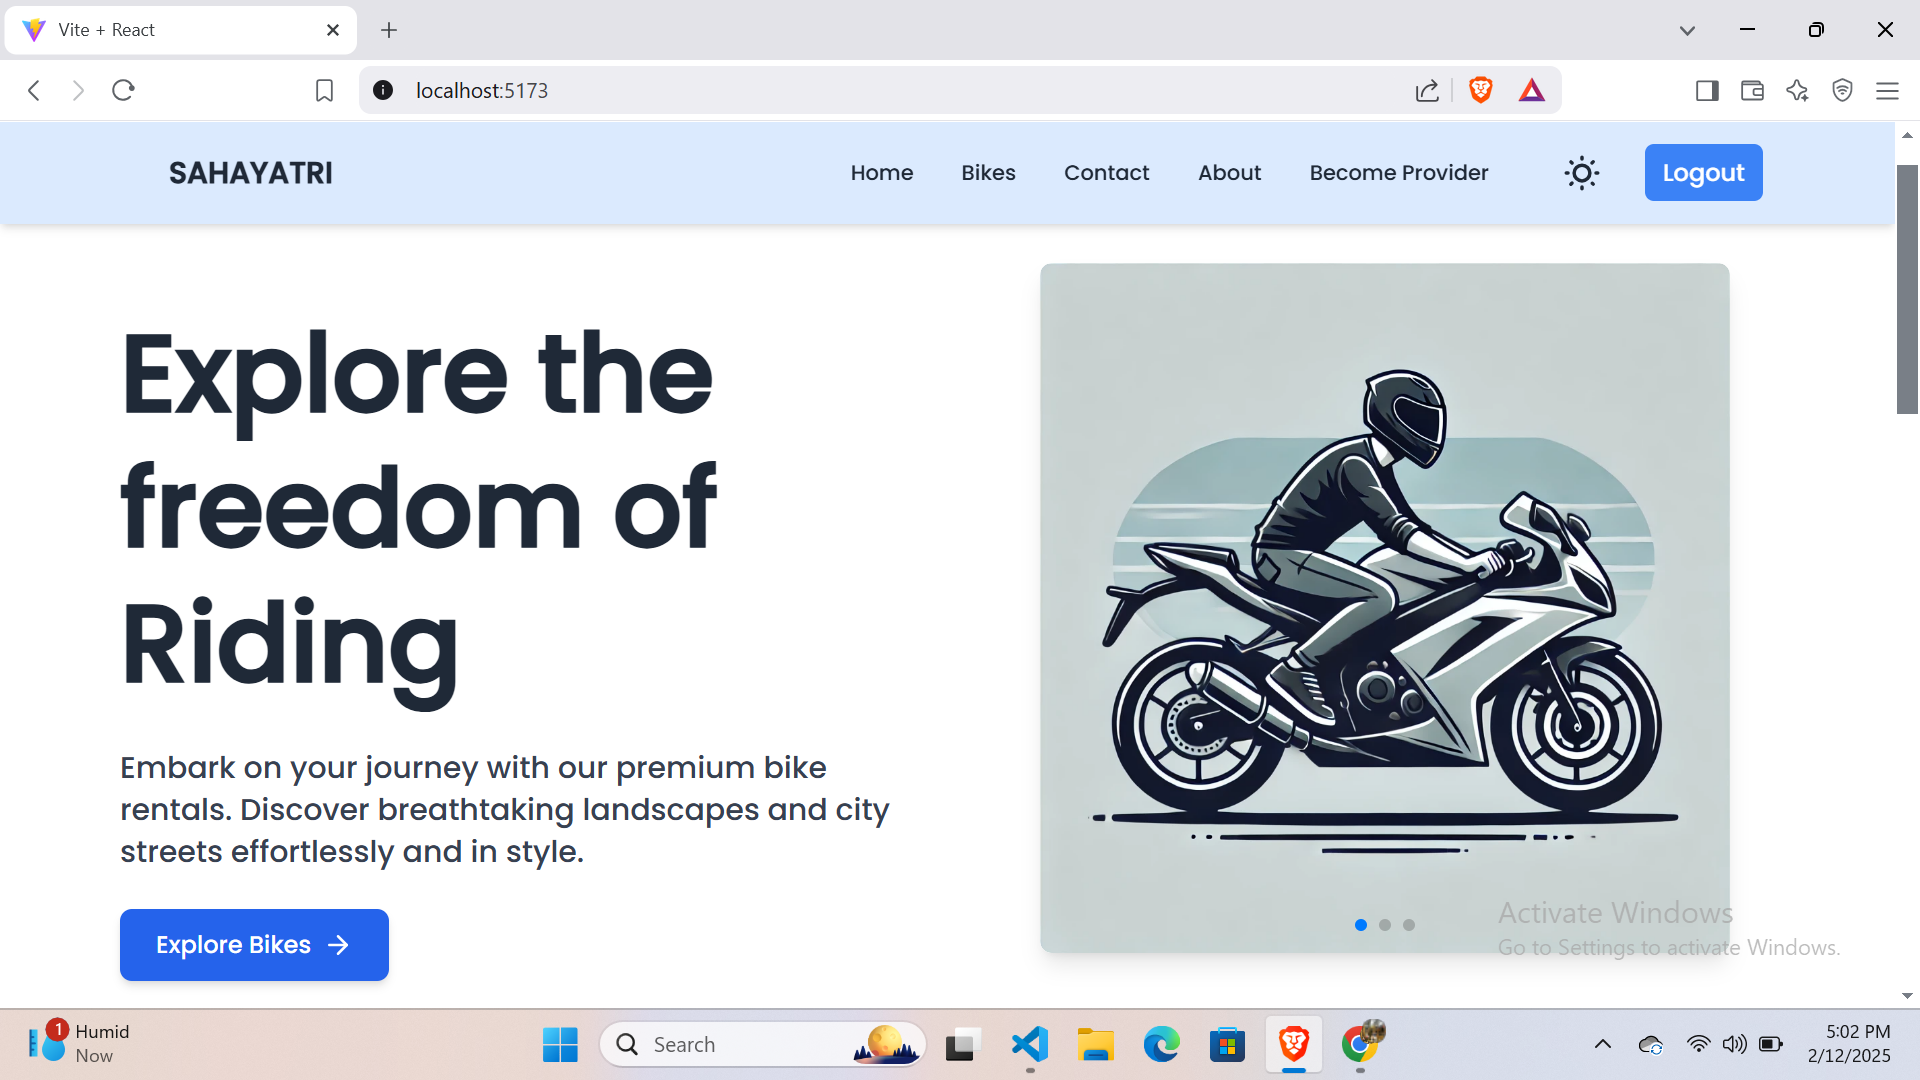 Vite + React
localhost:5173
SAHAYATRI
Home
Bikes
Contact
About
Become Provider
Logout
Explore the
freedom of
Riding
Embark on your journey with our premium bike
rentals. Discover breathtaking landscapes and city
streets effortlessly and in style.
Explore Bikes
Activate Windows
Go to Settings to activate Windows.
1
Humid
Now
Search
5:02 PM
2/12/2025